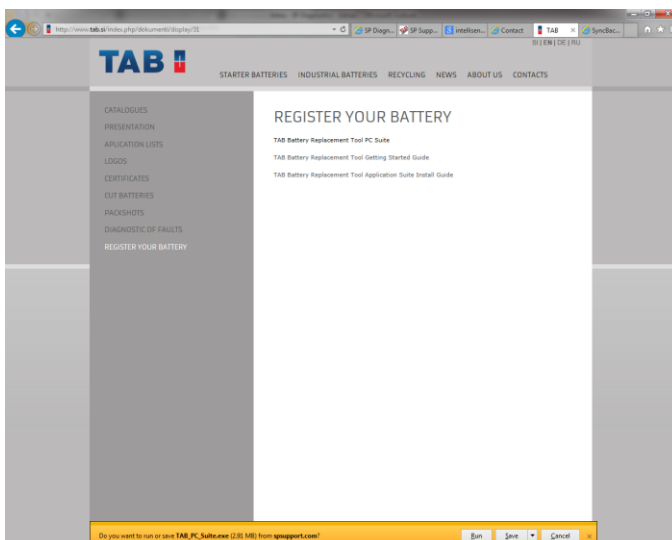 http://www.tab.si/index.php/dokumenti/display/31
SP Diagn...
SP Supp...
intellisen...
Contact
TAB
SyncBac...
SI | EN | DE | RU
TAB
STARTER BATTERIES INDUSTRIAL BATTERIES RECYCLING NEWS ABOUT US CONTACTS
CATALOGUES
PRESENTATION
APLICATION LISTS
LOGOS
CERTIFICATES
CUT BATTERIES
PACKSHOTS
DIAGNOSTIC OF FAULTS
REGISTER YOUR BATTERY
REGISTER YOUR BATTERY
TAB Battery Replacement Tool PC Suite
TAB Battery Replacement Tool Getting Started Guide
TAB Battery Replacement Tool Application Suite Install Guide
Do you want to run or save TAB_PC_Suite.exe (2.91 MB) from spsupport.com?
Run Save Cancel